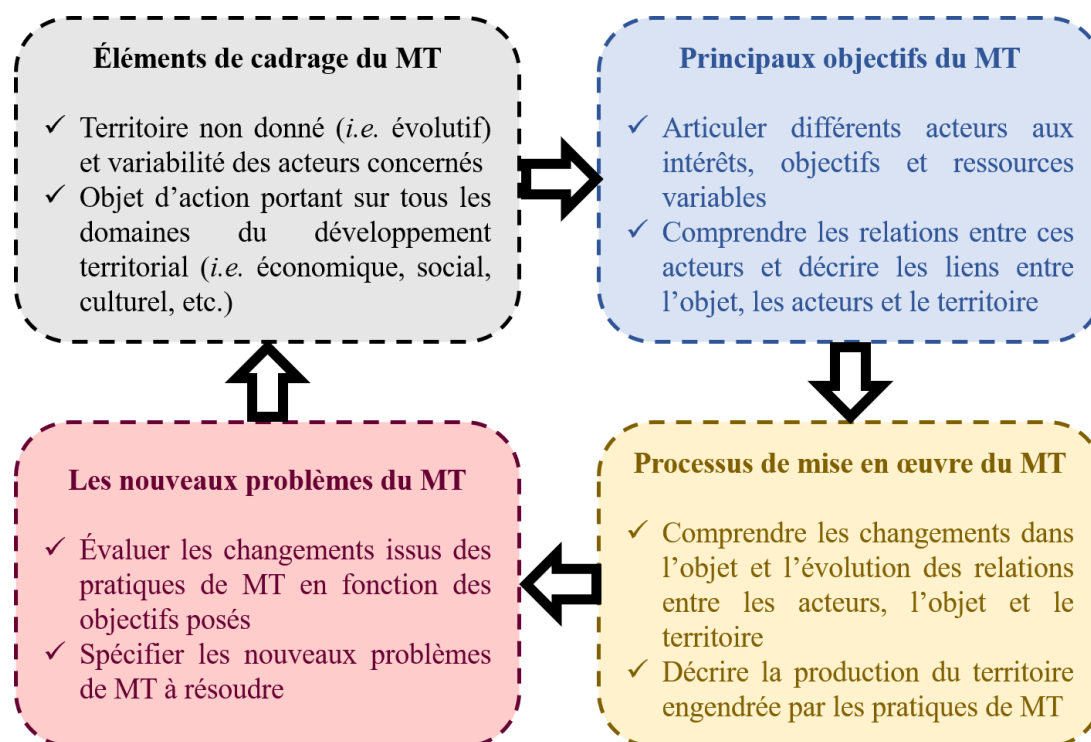 Éléments de cadrage du MT
✓ Territoire non donné (i.e. évolutif)
et variabilité des acteurs concernés
✓ Objet d’action portant sur tous les
domaines du développement
territorial (i.e. économique, social,
culturel, etc.)
Principaux objectifs du MT
✓ Articuler différents acteurs aux
intérêts, objectifs et ressources
variables
✓ Comprendre les relations entre ces
acteurs et décrire les liens entre
l’objet, les acteurs et le territoire
Les nouveaux problèmes du MT
✓ Évaluer les changements issus des
pratiques de MT en fonction des
objectifs posés
✓ Spécifier les nouveaux problèmes
de MT à résoudre
Processus de mise en œuvre du MT
✓ Comprendre les changements dans
l’objet et l’évolution des relations
entre les acteurs, l’objet et le
territoire
✓ Décrire la production du territoire
engendrée par les pratiques de MT